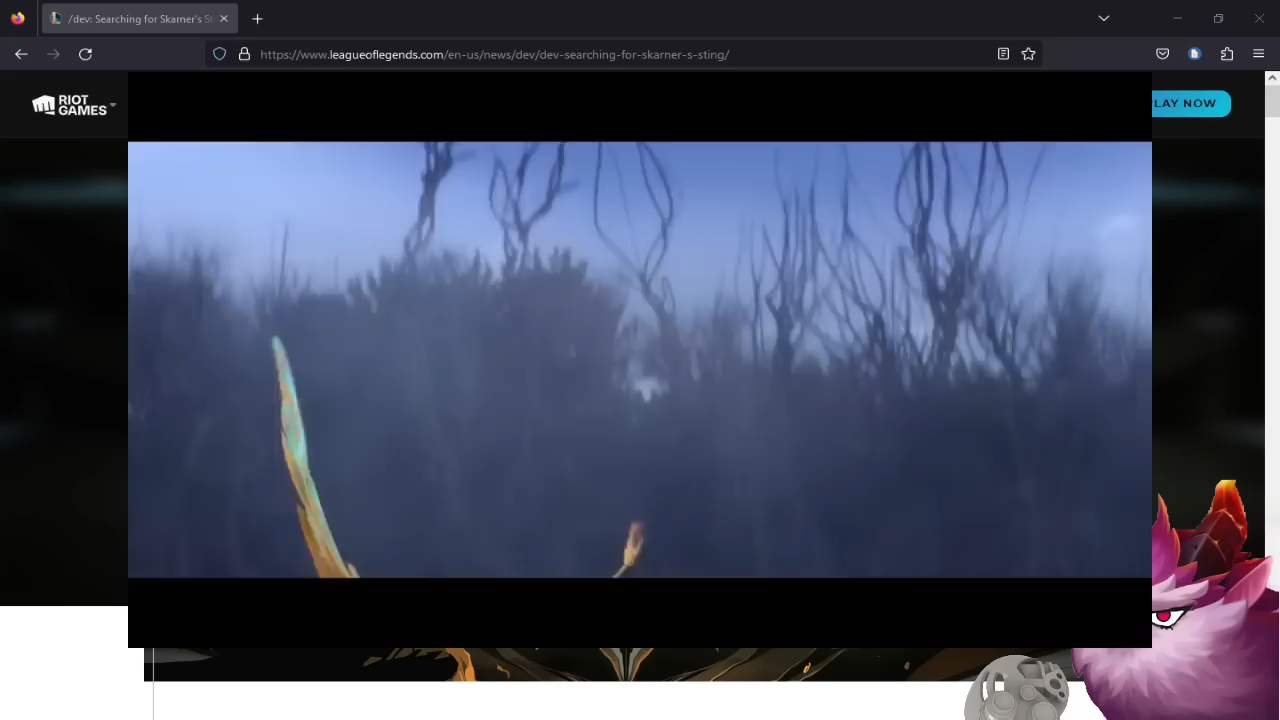 /dev: Searching for Skarner's St
https://www.leagueoflegends.com/en-us/news/dev/dev-searching-for-skarner-s-sting/
RIOT
GAMES
LAY NOW